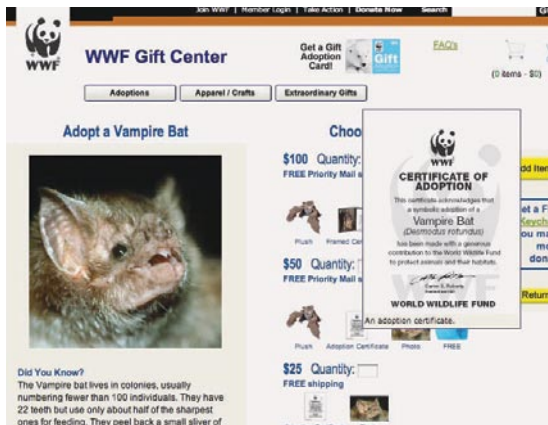 Join WWF | Member Login | Take Action | Donate Now Search
WWF
WWF Gift Center
Get a Gift
Adoption
Card!
Gift
FAQ's
(0 items - $0)
Adoptions
Apparel / Crafts
Extraordinary Gifts
Adopt a Vampire Bat
Choo
$100 Quantity:
FREE Priority Mail s
Plush Framed Cer
$50 Quantity:
FREE Priority Mail s
Plush Adoption Certificate Photo FREE
$25 Quantity:
FREE shipping
WWF
CERTIFICATE OF
ADOPTION
This certificate acknowledges that
a symbolic adoption of a
Vampire Bat
(Desmodus rotundus)
has been made with a generous
contribution to the World Wildlife Fund
to protect animals and their habitats.
WORLD WILDLIFE FUND
An adoption certificate.
dd Iter
et a F
Keych
ou ma
me
don
Return
Did You Know?
The Vampire bat lives in colonies, usually
numbering fewer than 100 individuals. They have
22 teeth but use only about half of the sharpest
ones for feeding. They peel back a small sliver of